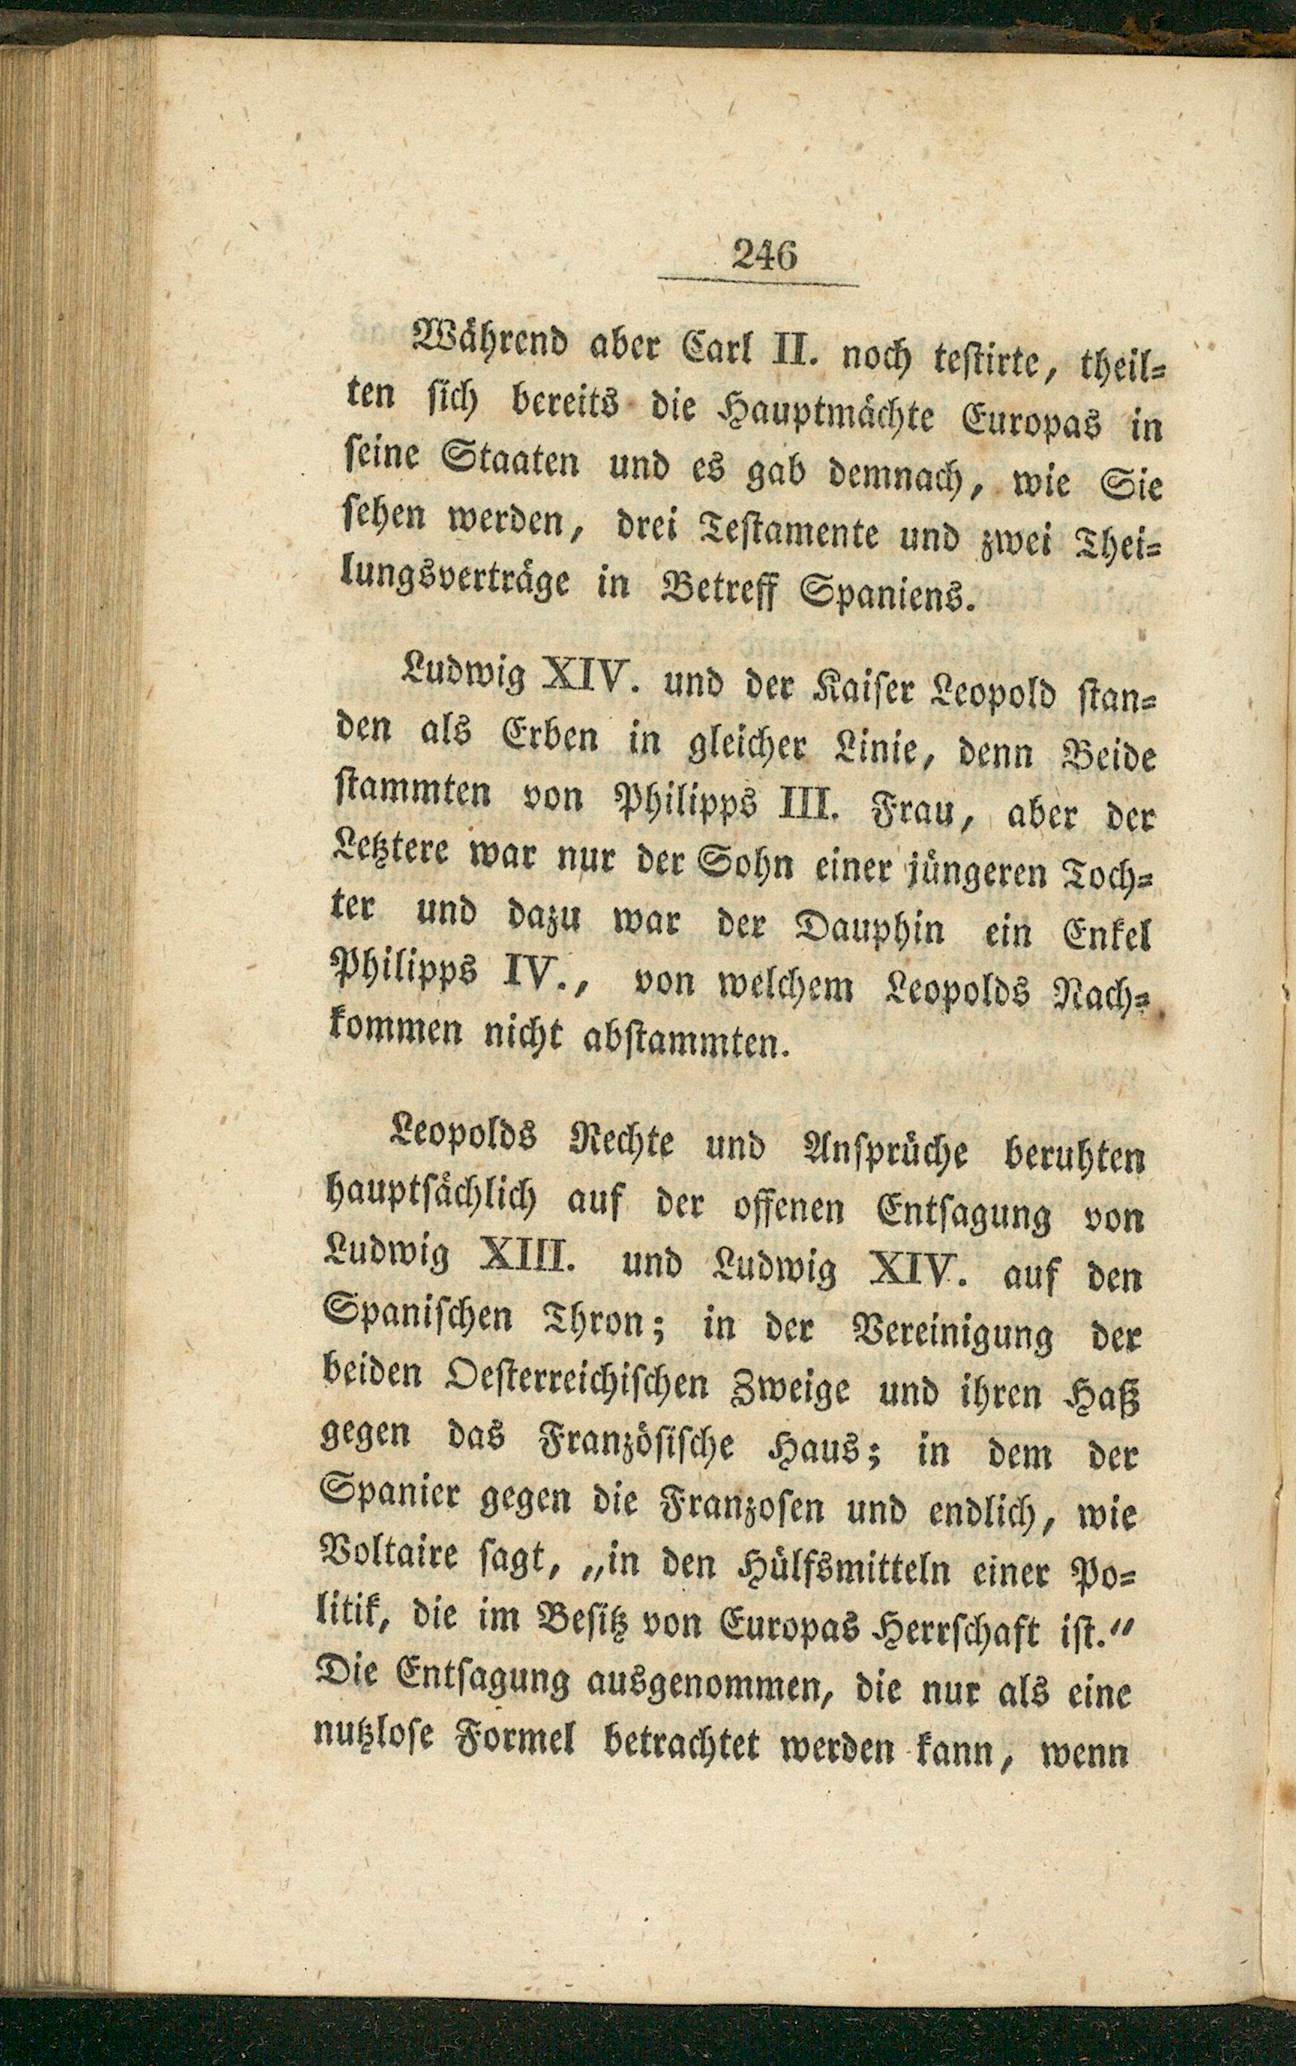 246
Während aber Carl II. noch testirte, theil-
ten sich bereits die Hauptmächte Europas in
seine Staaten und es gab demnach, wie Sie
sehen werden, drei Testamente und zwei Thei-
lungsverträge in Betreff Spaniens.
Ludwig XIV. und der Kaiser Leopold stan-
den als Erben in gleicher Linie, denn Beide
stammten von Philipps III. Frau, aber der
Letztere war nur der Sohn einer jüngeren Toch-
ter und dazu war der Dauphin ein Enkel
Philipps IV., von welchem Leopolds Nach-
kommen nicht abstammten.
Leopolds Rechte und Ansprüche beruhten
hauptsächlich auf der offenen Entsagung von
Ludwig XIII. und Ludwig XIV. auf den
Spanischen Thron; in der Vereinigung der
beiden Oesterreichischen Zweige und ihren Haß
gegen das Französische Haus; in dem der
Spanier gegen die Franzosen und endlich, wie
Voltaire sagt, „in den Hülfsmitteln einer Po-
litik, die im Besitz von Europas Herrschaft ist.“
Die Entsagung ausgenommen, die nur als eine
nutzlose Formel betrachtet werden kann, wenn